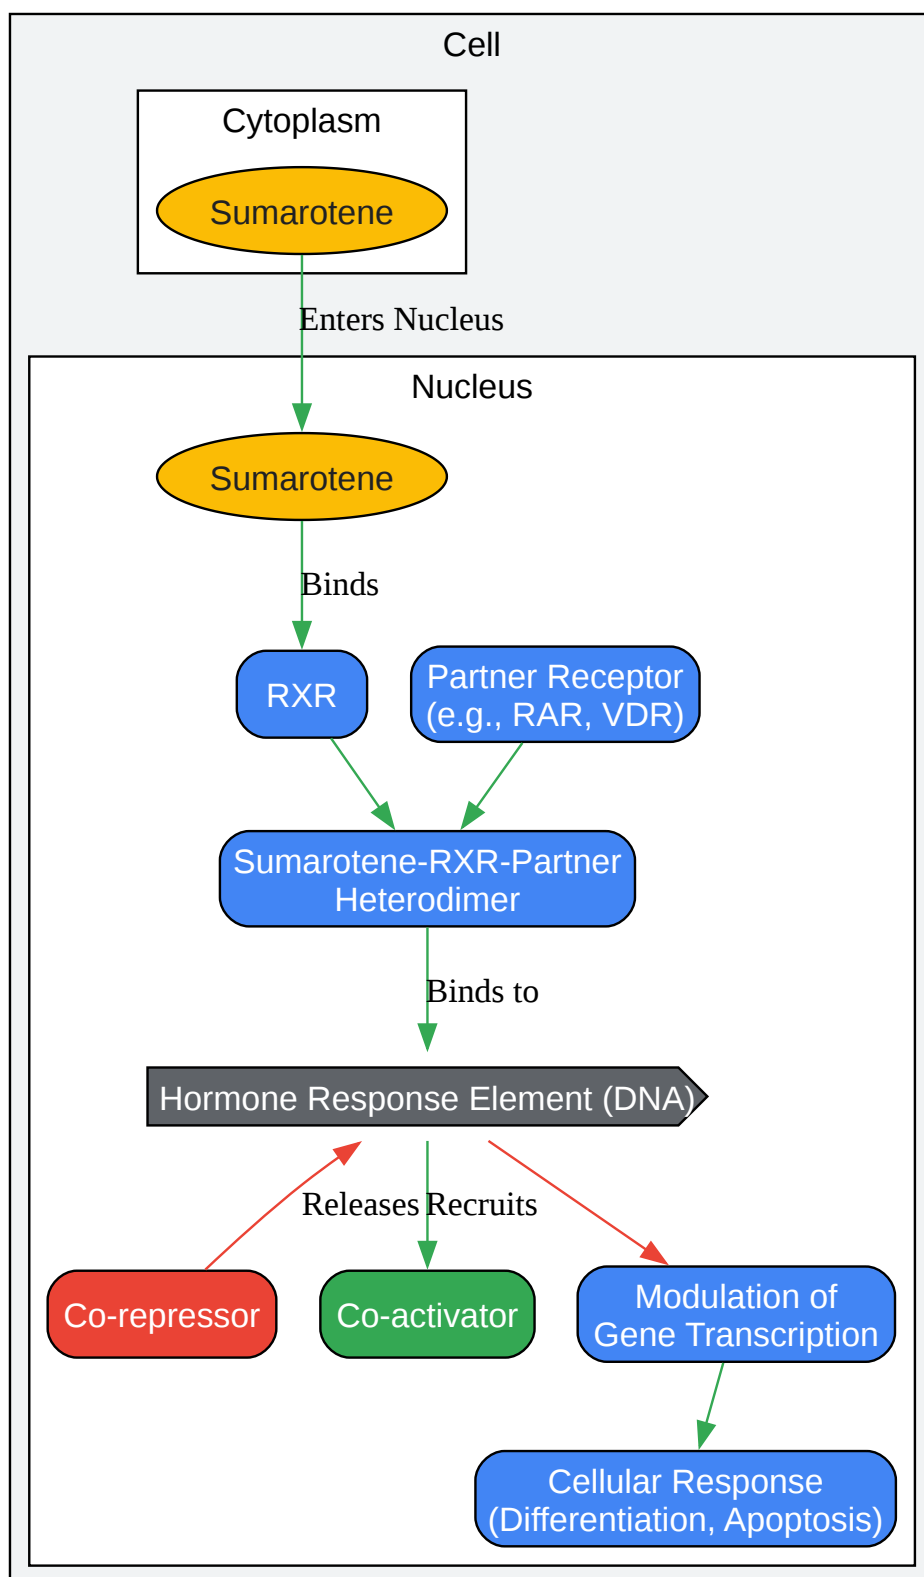 Cell
Cytoplasm
Sumarotene
Enters Nucleus
Nucleus
Sumarotene
Binds
RXR
Partner Receptor
(e.g., RAR, VDR)
Sumarotene-RXR-Partner
Heterodimer
Binds to
Hormone Response Element (DNA)
Releases
Recruits
Co-repressor
Co-activator
Modulation of
Gene Transcription
Cellular Response
(Differentiation, Apoptosis)